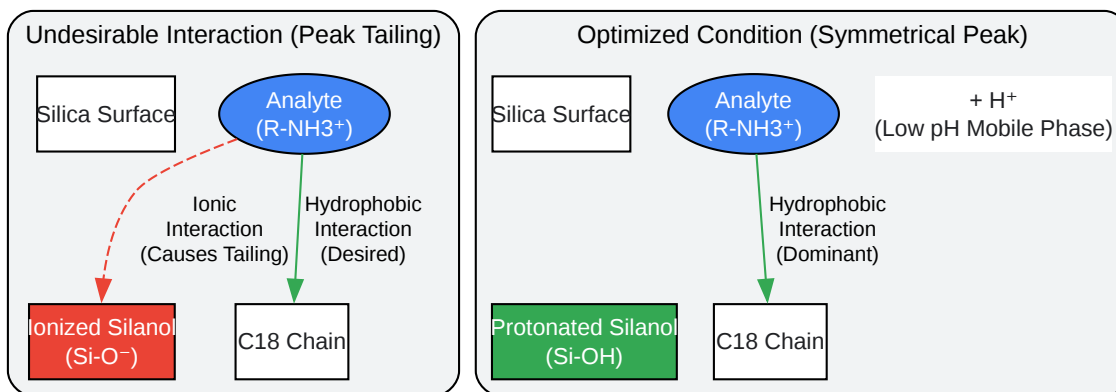 Undesirable Interaction (Peak Tailing)
Silica Surface
Analyte
(R-NH3⁺)
Ionic
Interaction
(Causes Tailing)
Hydrophobic
Interaction
(Desired)
Ionized Silanol
(Si-O⁻)
C18 Chain
Optimized Condition (Symmetrical Peak)
Silica Surface
Analyte
(R-NH3⁺)
+ H⁺
(Low pH Mobile Phase)
Hydrophobic
Interaction
(Dominant)
Protonated Silanol
(Si-OH)
C18 Chain